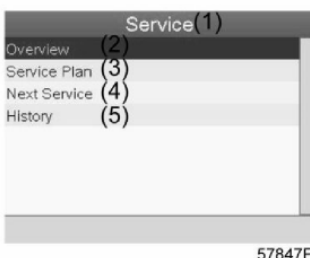 Service(1)
Overview (2)
Service Plan (3)
Next Service (4)
History (5)
57847F